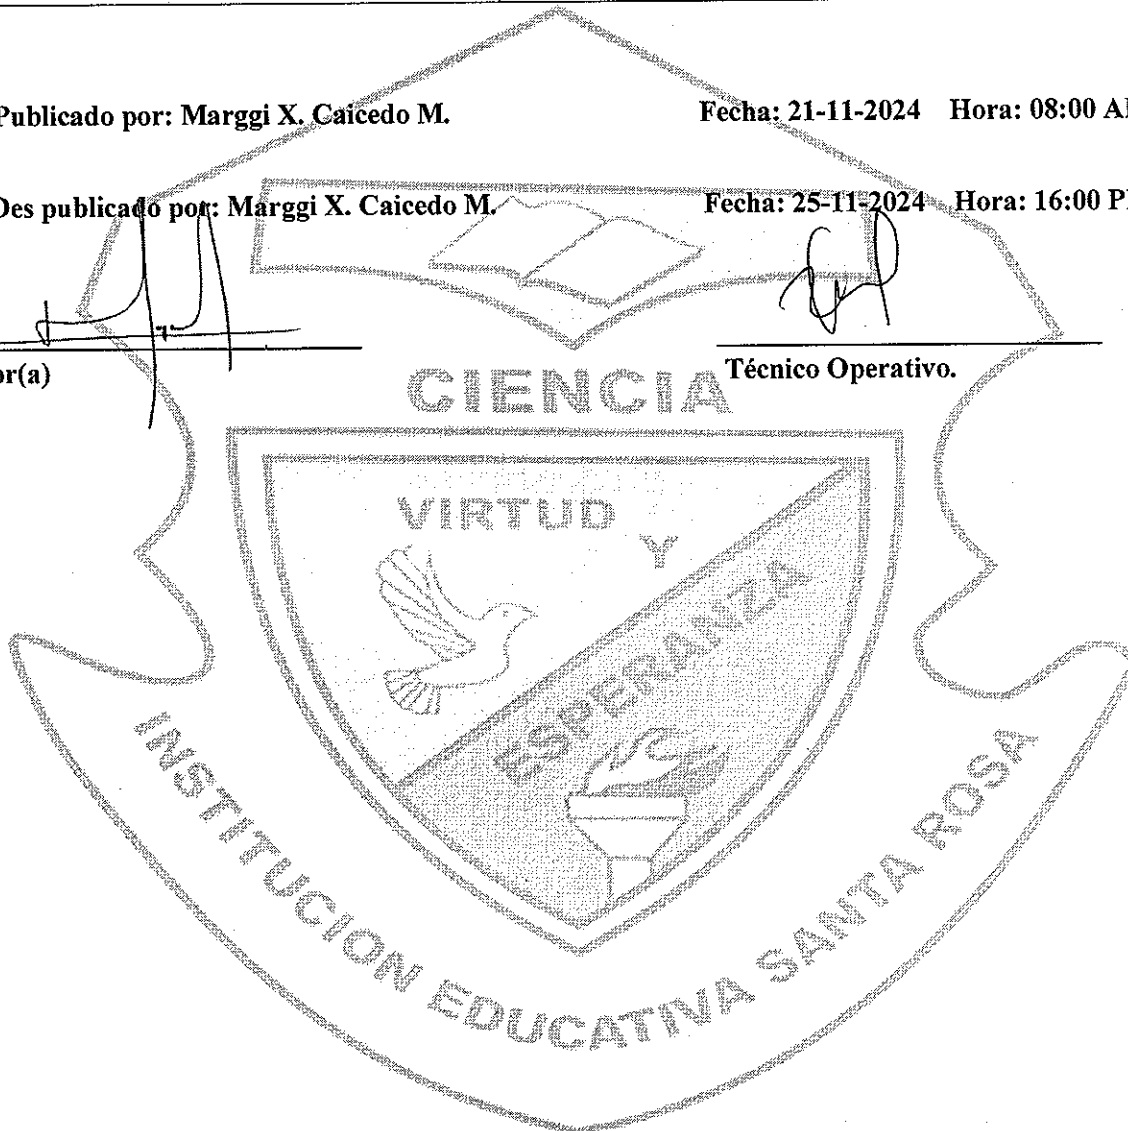 Publicado por: Marggi X. Caicedo M. Fecha: 21-11-2024 Hora: 08:00 A
Des publicado por: Marggi X. Caicedo M. Fecha: 25-11-2024 Hora: 16:00 P
or(a) Técnico Operativo.
CIENCIA
VIRTUD
Y
ESPERANZA
INSTITUCION EDUCATIVA SANTA ROSA